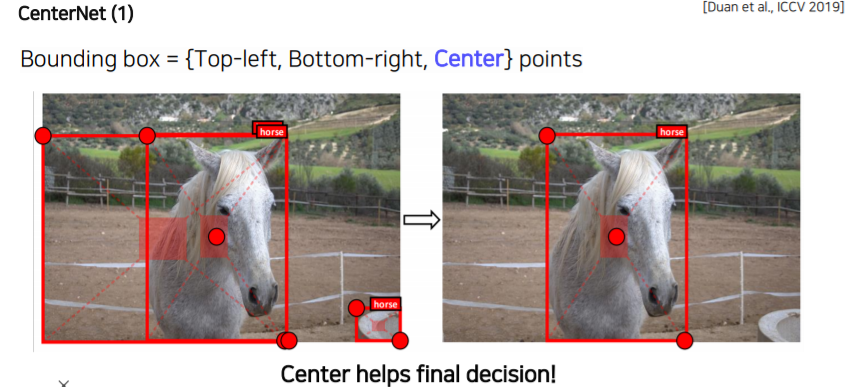 CenterNet (1)
[Duan et al., ICCV 2019]
Bounding box = {Top-left, Bottom-right, Center} points
horse
horse
horse
Center helps final decision!